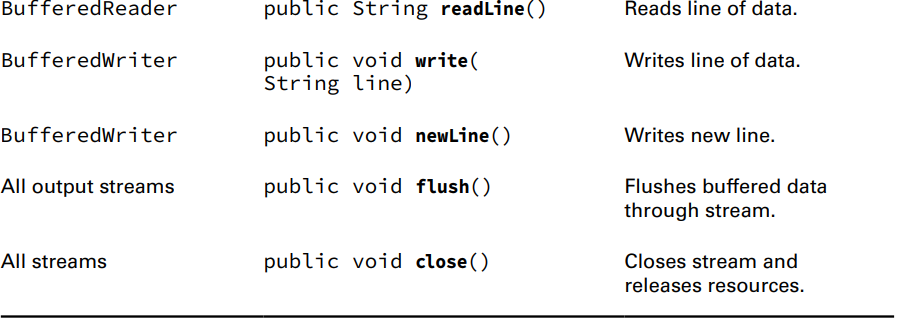 BufferedReader public String readLine() Reads line of data.
BufferedWriter public void write( Writes line of data.
String line)
BufferedWriter public void newLine() Writes new line.
All output streams public void flush() Flushes buffered data
through stream.
All streams public void close() Closes stream and
releases resources.